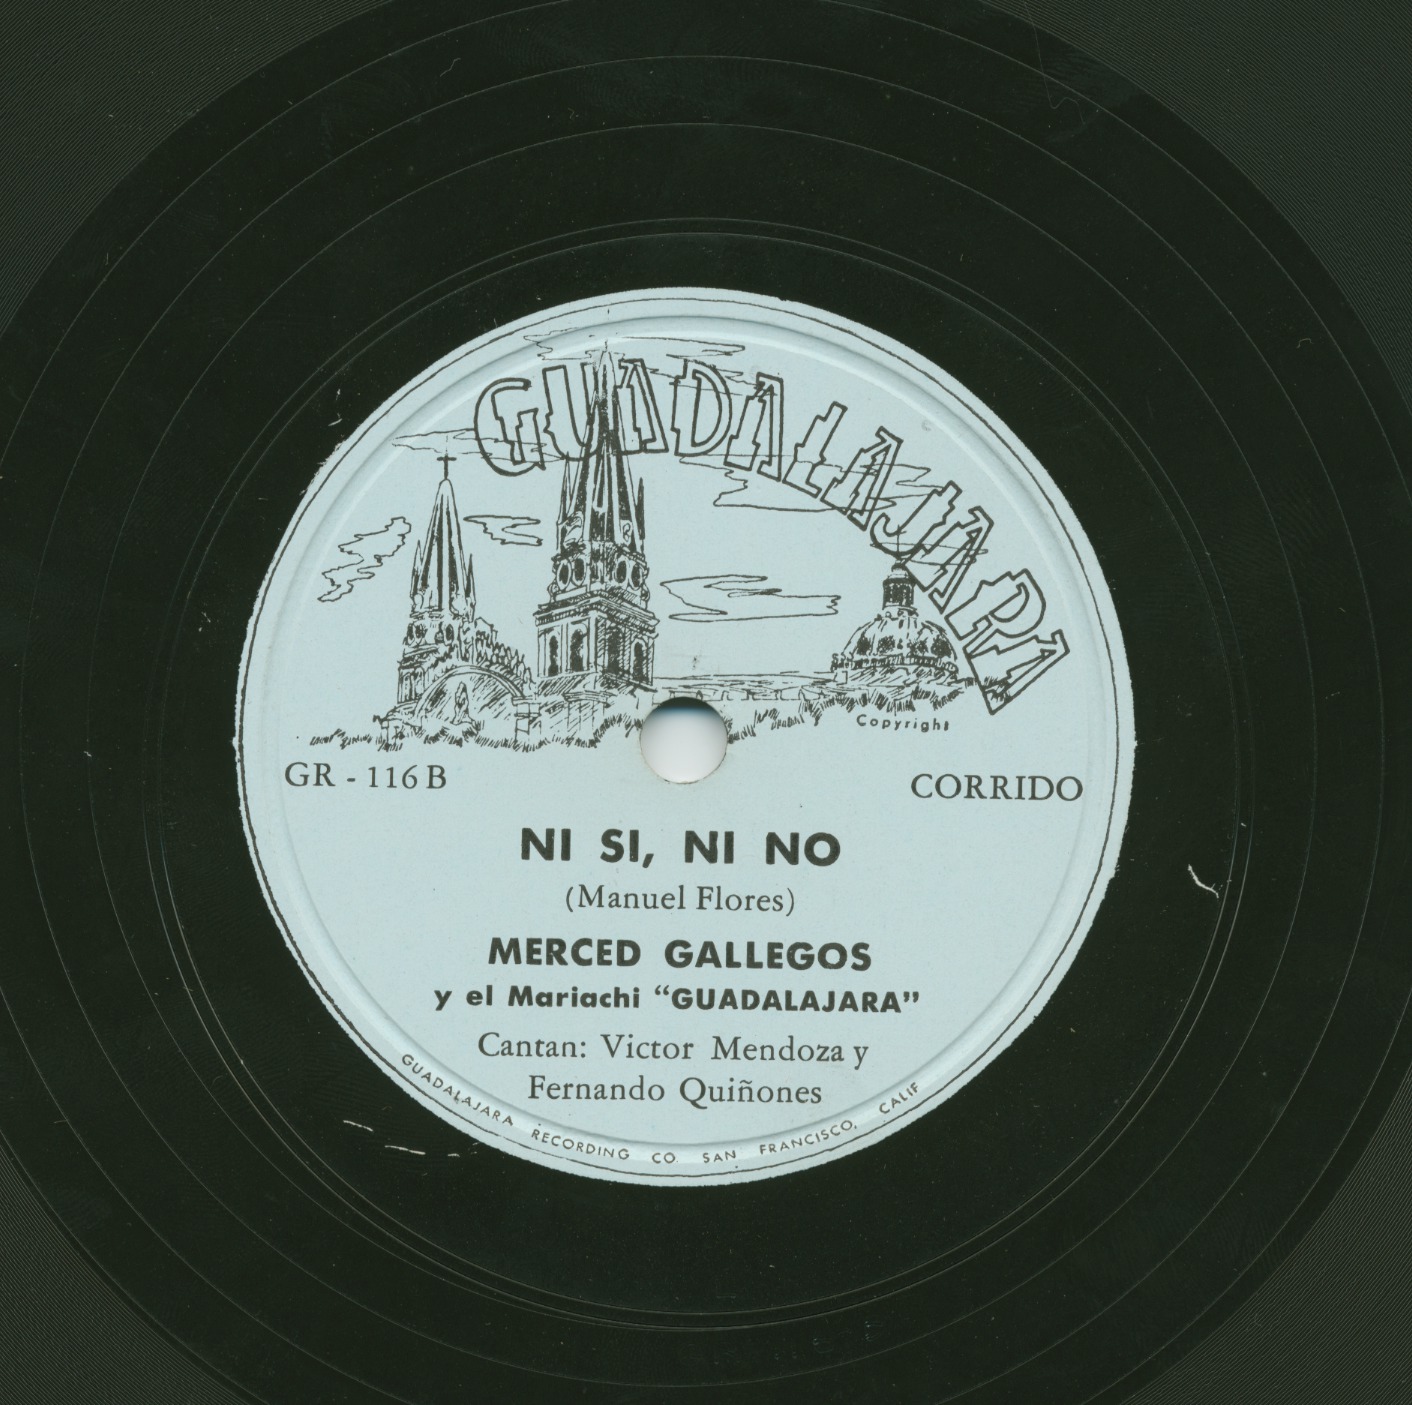 GUADALAJARA
Copyright
GR - 116 B
CORRIDO
NI SI, NI NO
(Manuel Flores)
MERCED GALLEGOS
y el Mariachi “GUADALAJARA”
Cantan: Victor Mendoza y
Fernando Quiñones
GUADALAJARA RECORDING CO. SAN FRANCISCO, CALIF